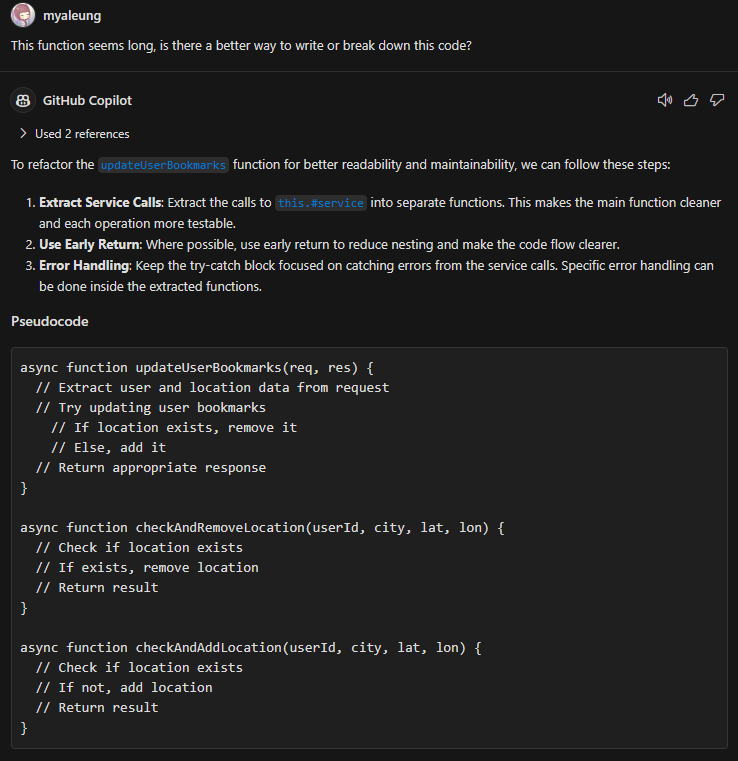 myaleung
This function seems long, is there a better way to write or break down this code?
GitHub Copilot
Used 2 references
To refactor the updateUserBookmarks function for better readability and maintainability, we can follow these steps:
1. Extract Service Calls: Extract the calls to this.#service into separate functions. This makes the main function cleaner
and each operation more testable.
2. Use Early Return: Where possible, use early return to reduce nesting and make the code flow clearer.
3. Error Handling: Keep the try-catch block focused on catching errors from the service calls. Specific error handling can
be done inside the extracted functions.
Pseudocode
async function updateUserBookmarks(req, res) {
  // Extract user and location data from request
  // Try updating user bookmarks
    // If location exists, remove it
    // Else, add it
  // Return appropriate response
}
async function checkAndRemoveLocation(userId, city, lat, lon) {
  // Check if location exists
  // If exists, remove location
  // Return result
}
async function checkAndAddLocation(userId, city, lat, lon) {
  // Check if location exists
  // If not, add location
  // Return result
}